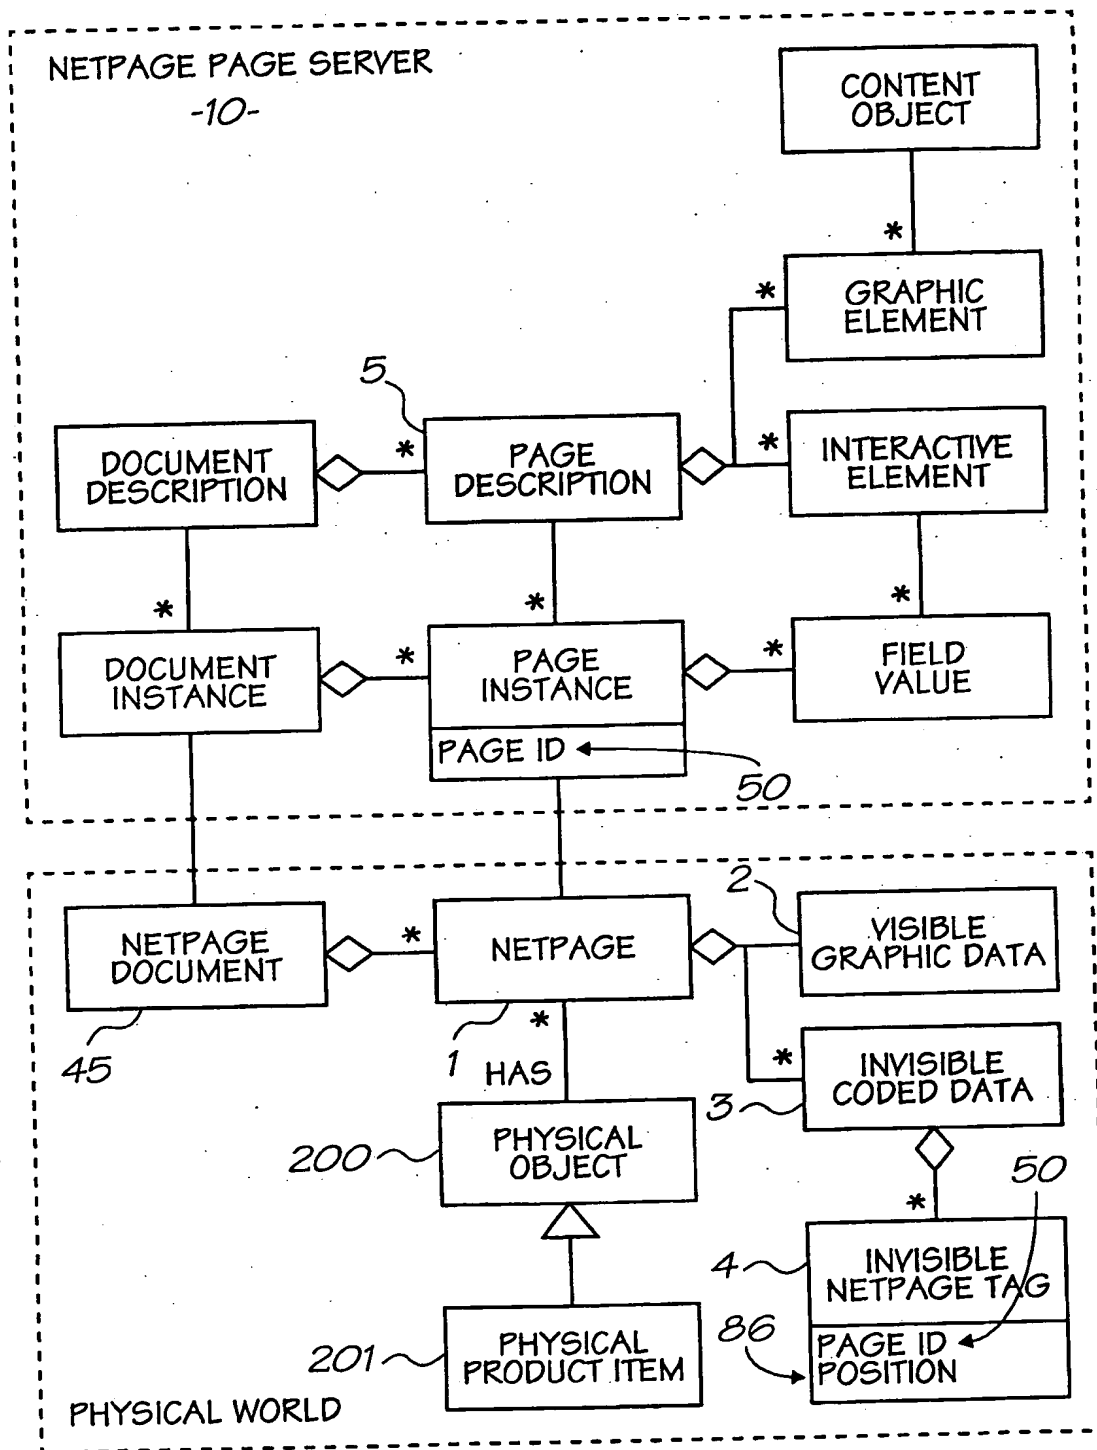 NETPAGE PAGE SERVER
-10-
CONTENT
OBJECT
*
GRAPHIC
ELEMENT
*
5
DOCUMENT
DESCRIPTION
*
PAGE
DESCRIPTION
*
INTERACTIVE
ELEMENT
*
*
*
DOCUMENT
INSTANCE
*
PAGE
INSTANCE
*
FIELD
VALUE
PAGE ID
50
2
NETPAGE
DOCUMENT
*
NETPAGE
VISIBLE
GRAPHIC DATA
45
1
*
HAS
*
INVISIBLE
CODED DATA
3
200
PHYSICAL
OBJECT
50
*
4
INVISIBLE
NETPAGE TAG
86
PAGE ID
POSITION
201
PHYSICAL
PRODUCT ITEM
PHYSICAL WORLD